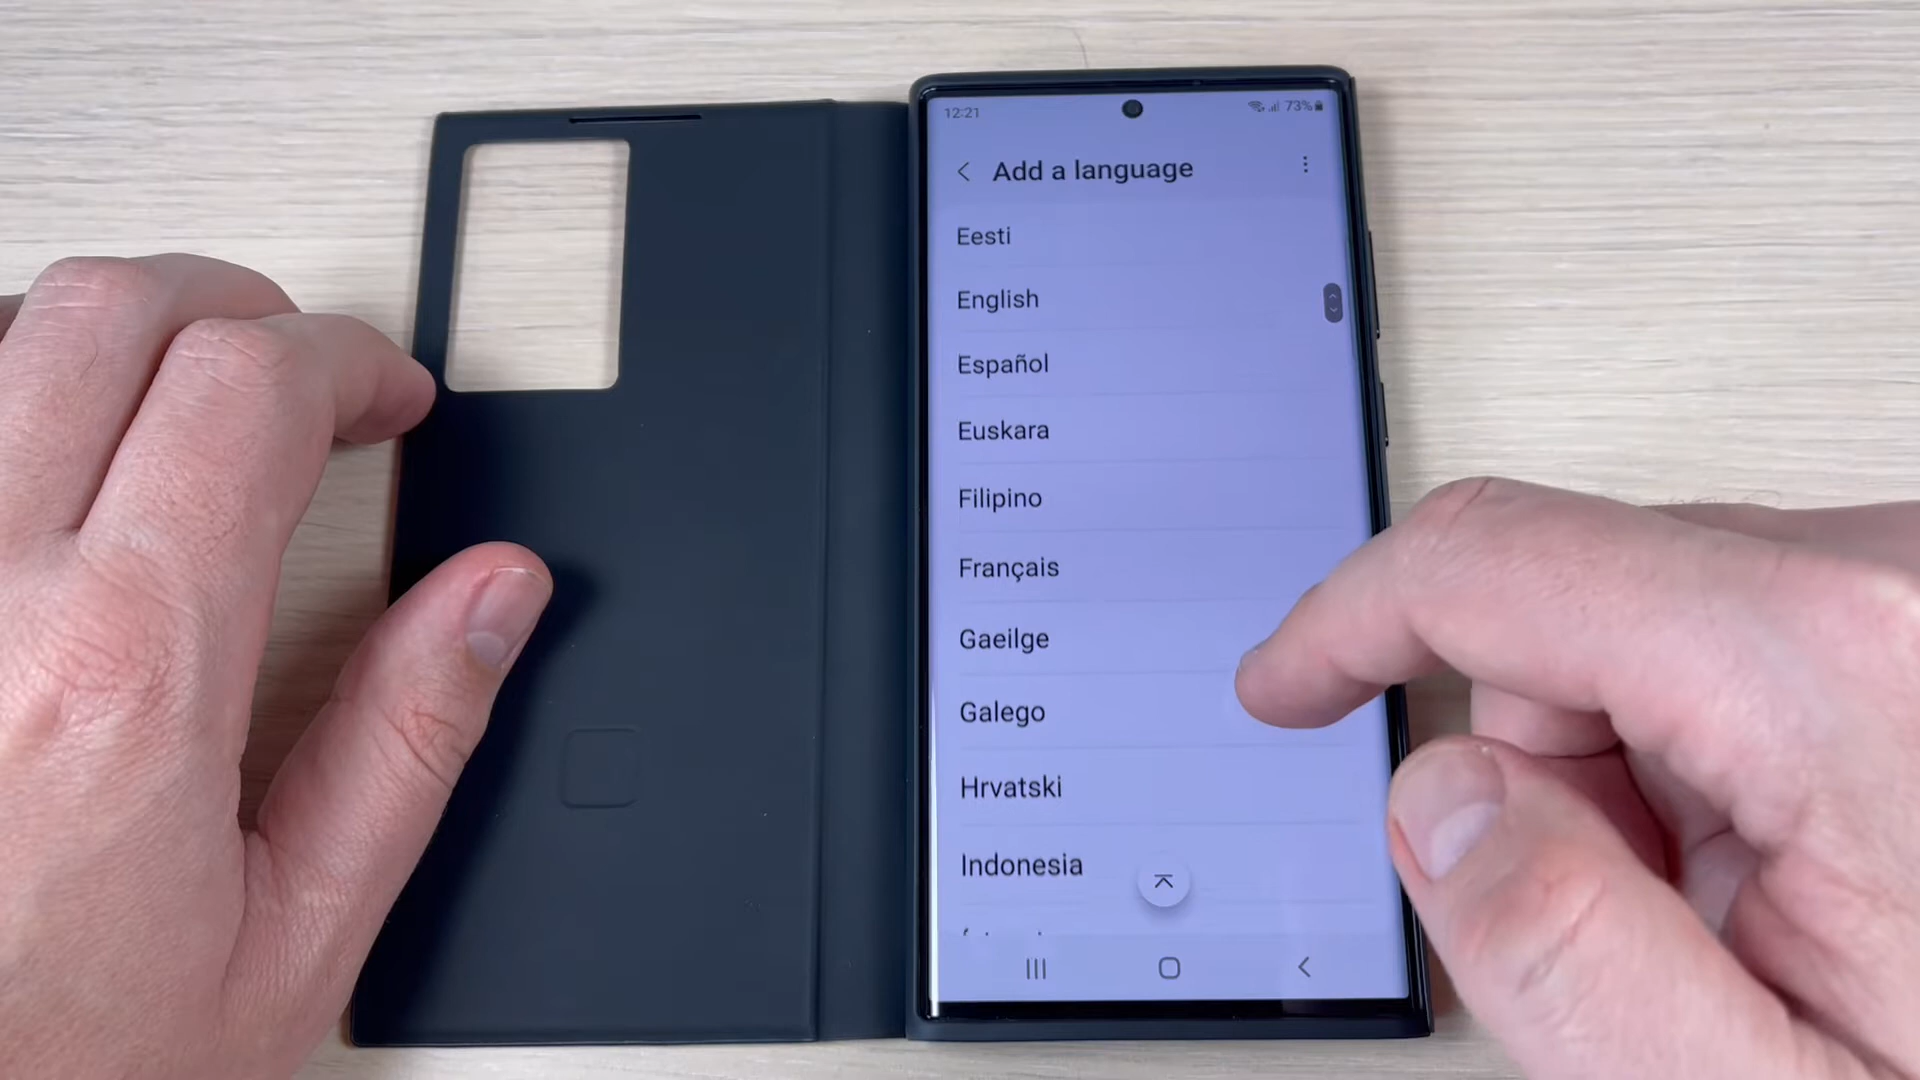 12:21
73%
Add a language
Eesti
English
Español
Euskara
Filipino
Français
Gaeilge
Galego
Hrvatski
Indonesia